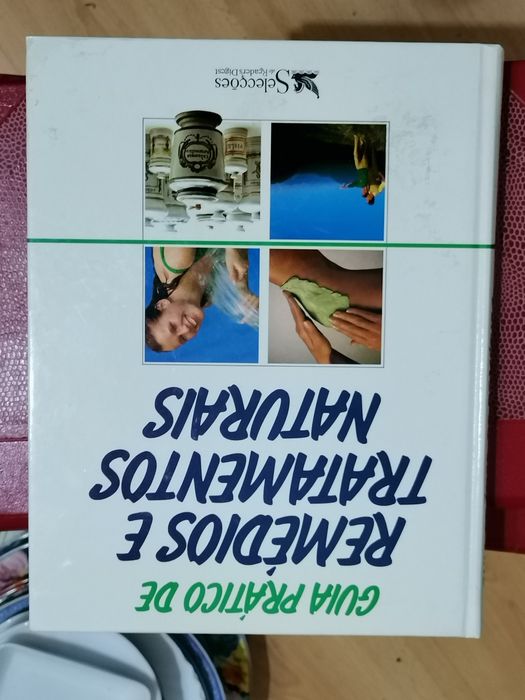 GUIA PRÁTICO DE
REMÉDIOS E
TRATAMENTOS
NATURAIS
Selecções
do Reader's Digest